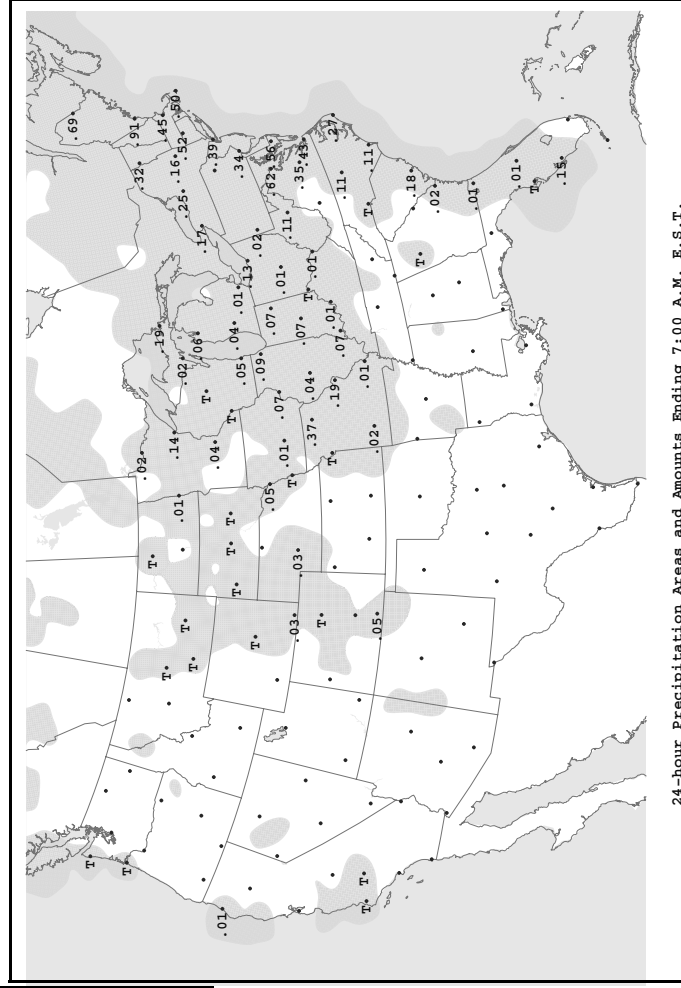 .69
T
T
.91
.02
.32
T
.19
.45
T
.14
.16
.50
.01
.02
.25
.52
T
T
.06
.17
T
.04
.39
.01
T
T
T
T
.04
.01
.34
.05
.13
T
.02
.09
.05
.07
.62
.56
.07
.01
.01
.11
T
.03
.03
.07
.35
.43
.37
.04
T
.01
T
T
.19
.07
.01
.27
.11
T
T
.01
T
.11
.05
.02
.18
T
.02
.01
.01
T
.15
24-hour Precipitation Areas and Amounts Ending 7:00 A.M. E.S.T.